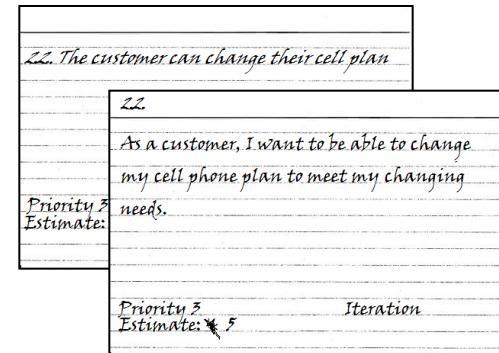 22. The customer can change their cell plan
Priority 3
Estimate:
22.
As a customer, I want to be able to change
my cell phone plan to meet my changing
needs.
Priority 3 Iteration
Estimate: 5